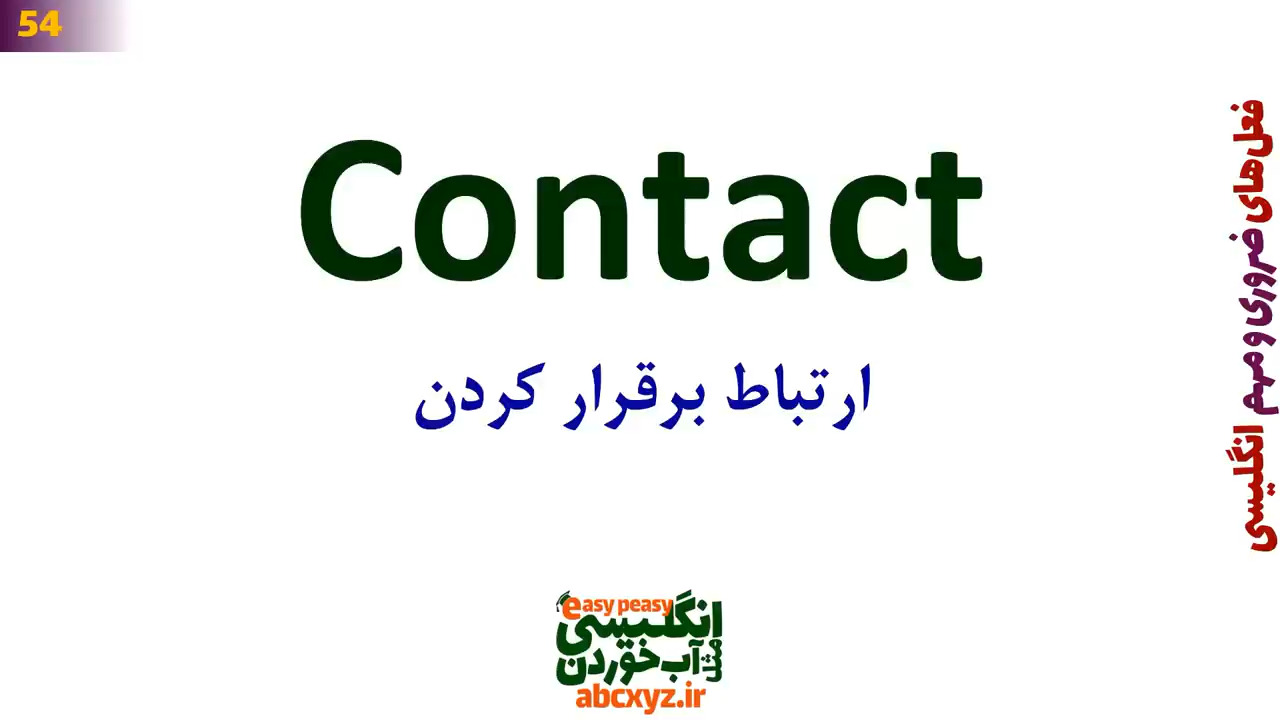 54
Contact
ارتباط برقرار کردن
فعل‌های ضروری و مهم انگلیسی
easy peasy
انگلیسی
مثل آب خوردن
abcxyz.ir